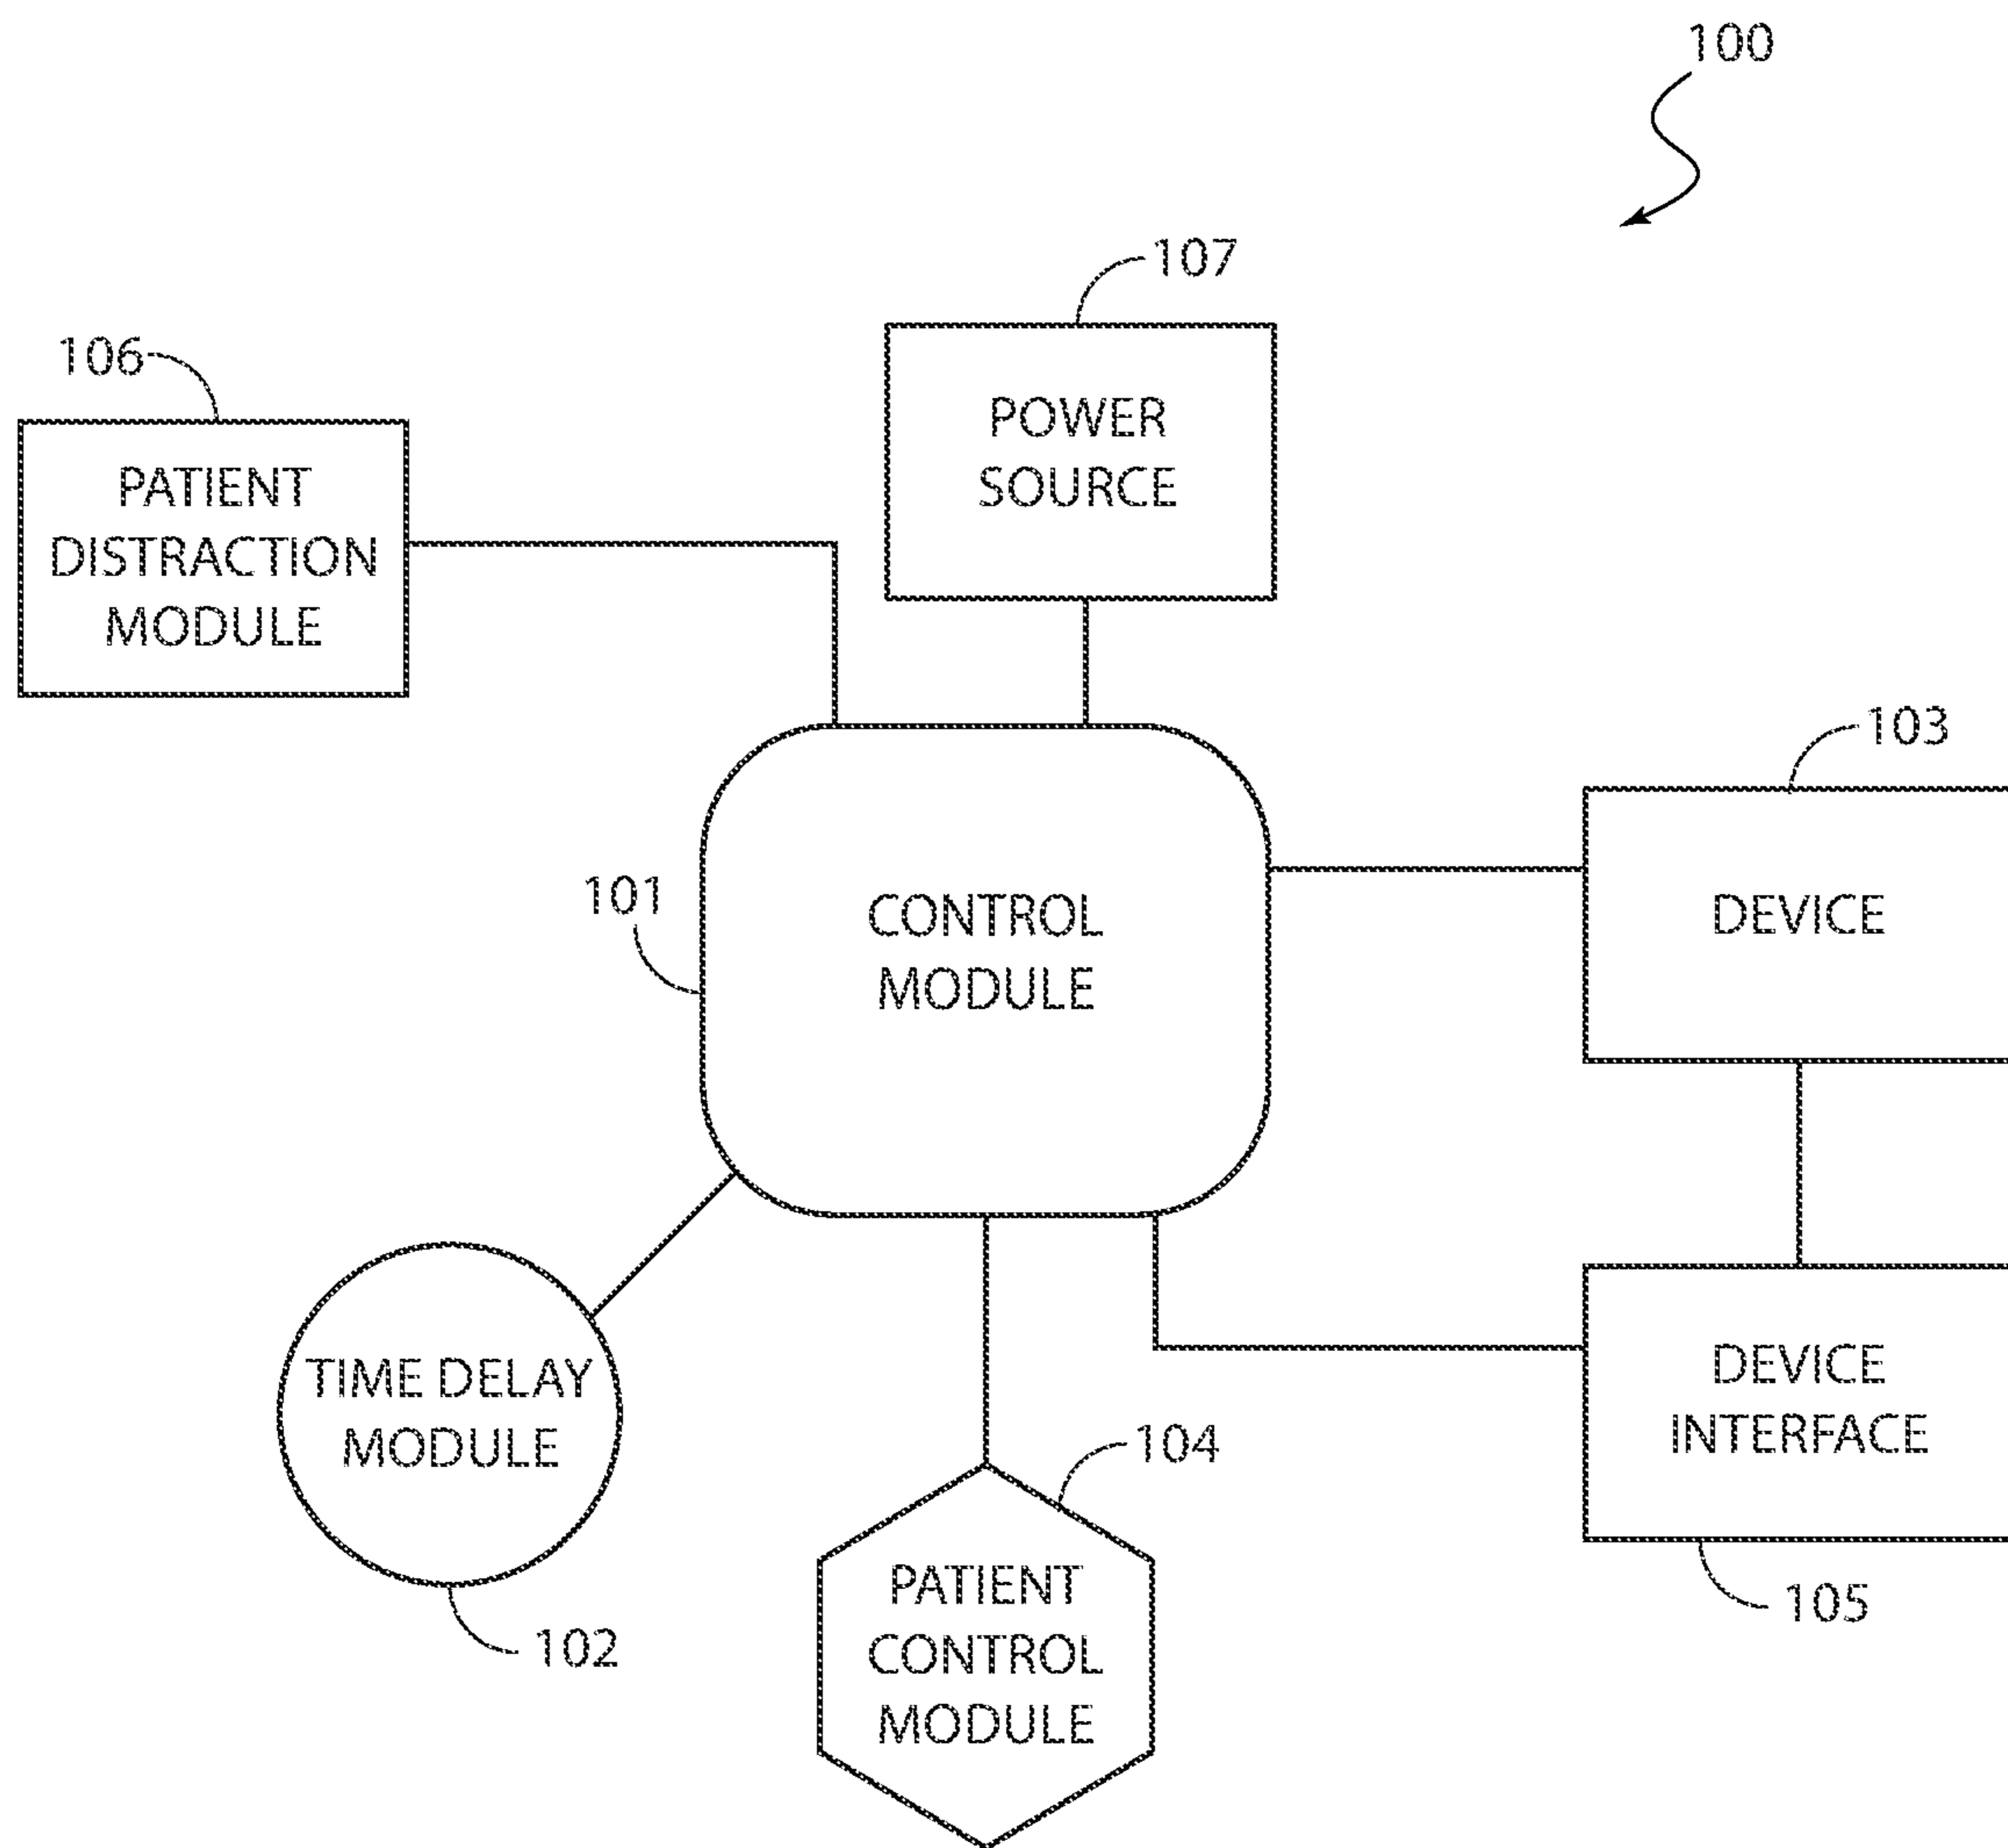 100
107
106
POWER
SOURCE
PATIENT
DISTRACTION
MODULE
103
101
CONTROL
MODULE
DEVICE
TIME DELAY
MODULE
DEVICE
INTERFACE
104
PATIENT
CONTROL
MODULE
105
102